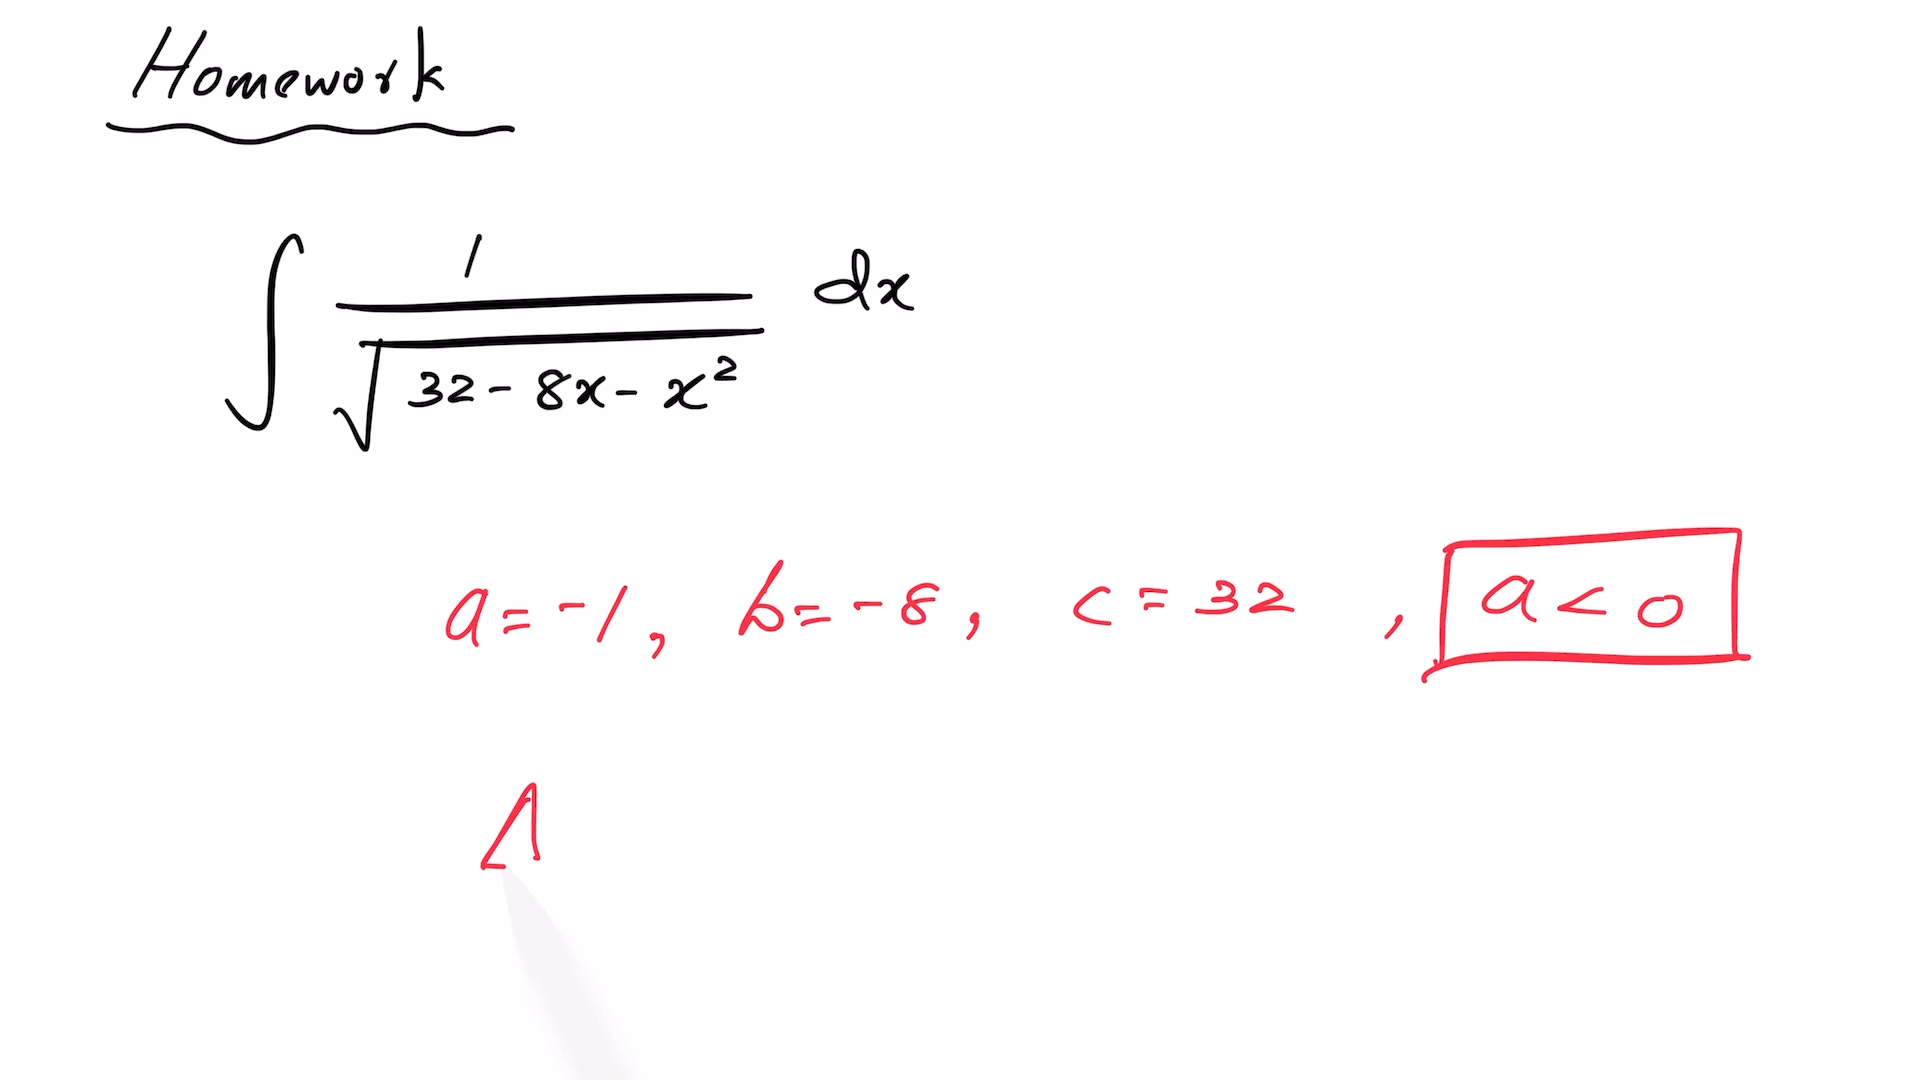 Homework
∫ 1 / √(32 - 8x - x²) dx
a = -1, b = -8, c = 32, a < 0